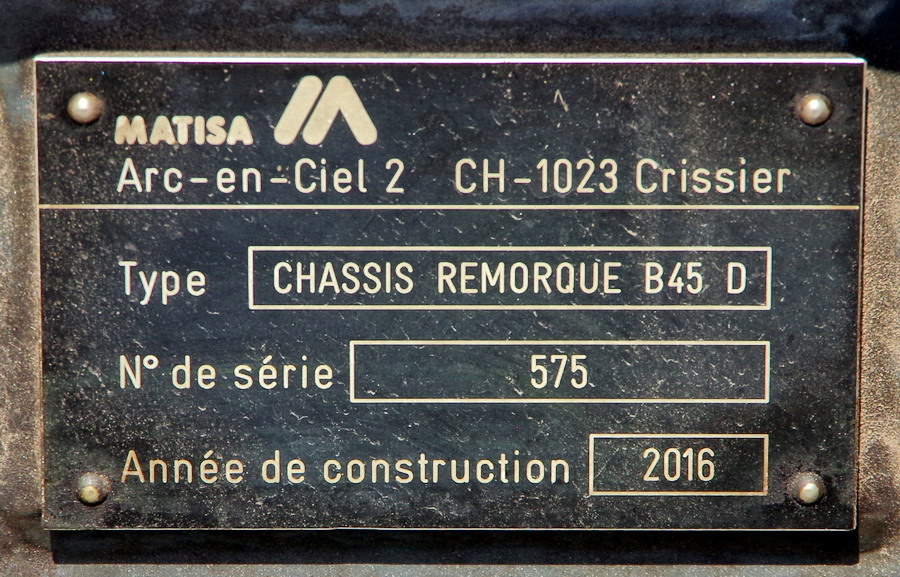 MATISA
Arc-en-Ciel 2 CH-1023 Crissier
Type CHASSIS REMORQUE B45 D
N° de série 575
Année de construction 2016